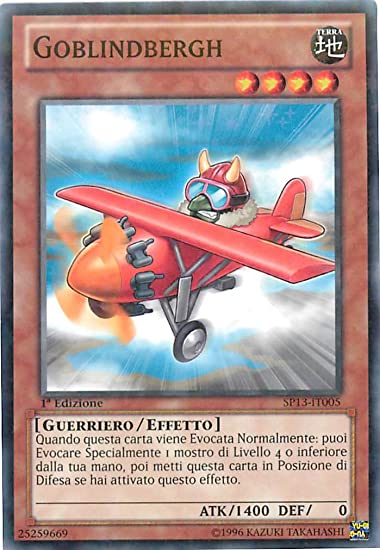 GOBLINDBERGH
TERRA
地
1ª Edizione
SP13-IT005
[GUERRIERO/EFFETTO]
Quando questa carta viene Evocata Normalmente: puoi
Evocare Specialmente 1 mostro di Livello 4 o inferiore
dalla tua mano, poi metti questa carta in Posizione di
Difesa se hai attivato questo effetto.
ATK/1400 DEF/ 0
25259669
©1996 KAZUKI TAKAHASHI